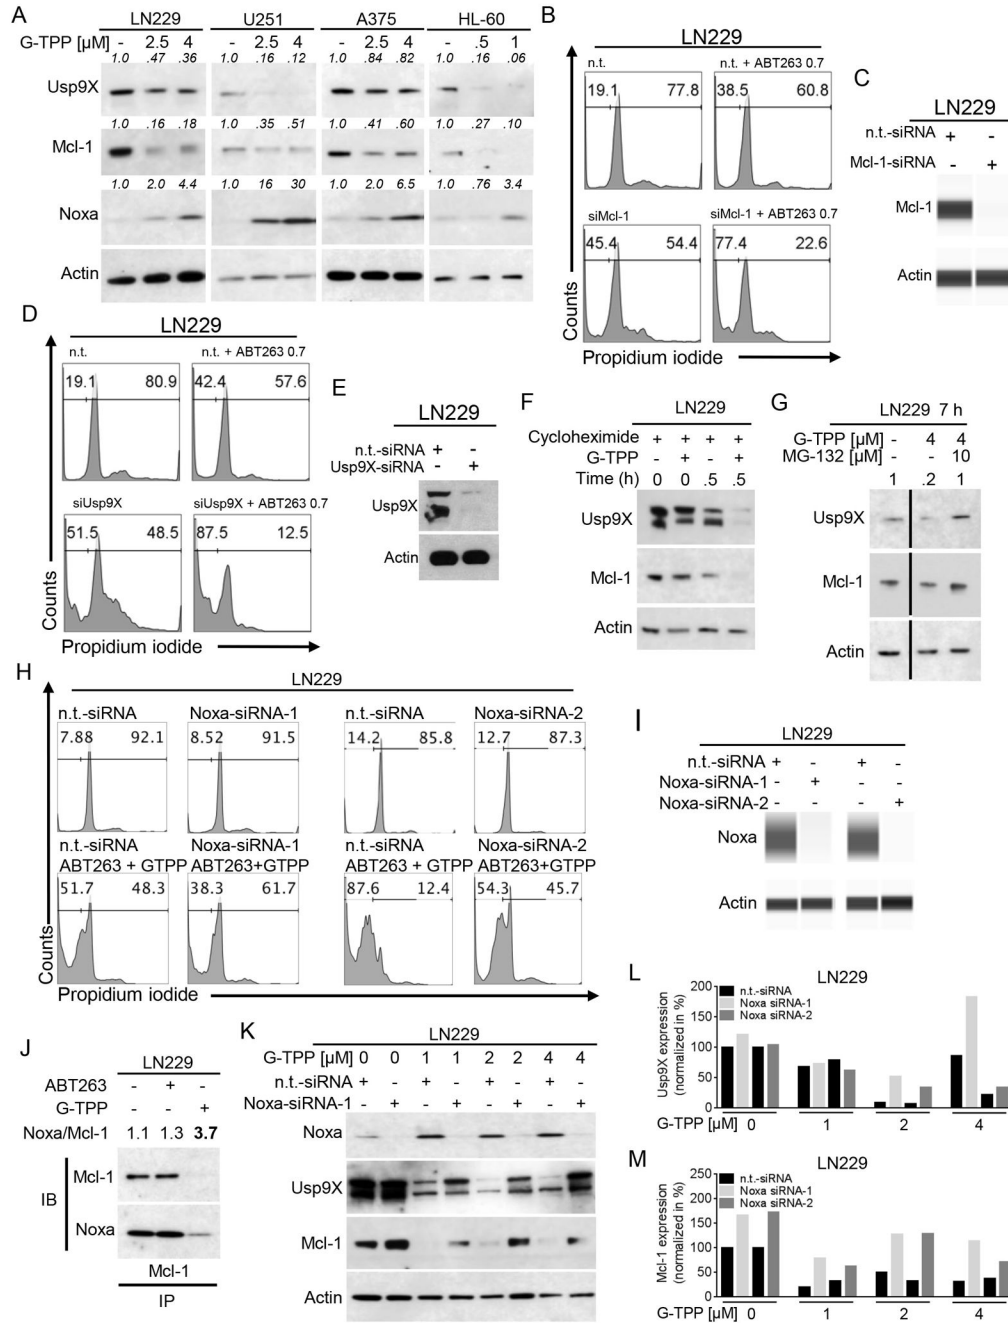 A
LN229 U251 A375 HL-60
G-TPP [µM] - 2.5 4 - 2.5 4 - 2.5 4 - .5 1
1.0 .47 .36 1.0 .16 .12 1.0 .84 .82 1.0 .16 .06
Usp9X
1.0 .16 .18 1.0 .35 .51 1.0 .41 .60 1.0 .27 .10
Mcl-1
1.0 2.0 4.4 1.0 16 30 1.0 2.0 6.5 1.0 .76 3.4
Noxa
Actin
B
LN229
n.t. n.t. + ABT263 0.7
19.1 77.8 38.5 60.8
siMcl-1 siMcl-1 + ABT263 0.7
45.4 54.4 77.4 22.6
Counts
Propidium iodide
C
LN229
n.t.-siRNA + -
Mcl-1-siRNA - +
Mcl-1
Actin
D
LN229
n.t. n.t. + ABT263 0.7
19.1 80.9 42.4 57.6
siUsp9X siUsp9X + ABT263 0.7
51.5 48.5 87.5 12.5
Counts
Propidium iodide
E
LN229
n.t.-siRNA + -
Usp9X-siRNA - +
Usp9X
Actin
F
LN229
Cycloheximide + + + +
G-TPP - + - +
Time (h) 0 0 .5 .5
Usp9X
Mcl-1
Actin
G
LN229 7 h
G-TPP [µM] - 4 4
MG-132 [µM] - - 10
1 .2 1
Usp9X
Mcl-1
Actin
H
LN229
n.t.-siRNA Noxa-siRNA-1 n.t.-siRNA Noxa-siRNA-2
7.88 92.1 8.52 91.5 14.2 85.8 12.7 87.3
n.t.-siRNA Noxa-siRNA-1 n.t.-siRNA Noxa-siRNA-2
ABT263 + GTPP ABT263+GTPP ABT263 + GTPP ABT263+GTPP
51.7 48.3 38.3 61.7 87.6 12.4 54.3 45.7
Counts
Propidium iodide
I
LN229
n.t.-siRNA + - + -
Noxa-siRNA-1 - + - -
Noxa-siRNA-2 - - - +
Noxa
Actin
J
LN229
ABT263 - + -
G-TPP - - +
Noxa/Mcl-1 1.1 1.3 3.7
IB
Mcl-1
Noxa
Mcl-1
IP
K
LN229
G-TPP [µM] 0 0 1 1 2 2 4 4
n.t.-siRNA + - + - + - + -
Noxa-siRNA-1 - + - + - + - +
Noxa
Usp9X
Mcl-1
Actin
L
LN229
Usp9X expression
(normalized in %)
200
150
100
50
0
n.t.-siRNA
Noxa siRNA-1
Noxa siRNA-2
G-TPP [µM] 0 1 2 4
M
LN229
Mcl-1 expression
(normalized in %)
250
200
150
100
50
0
n.t.-siRNA
Noxa siRNA-1
Noxa siRNA-2
G-TPP [µM] 0 1 2 4